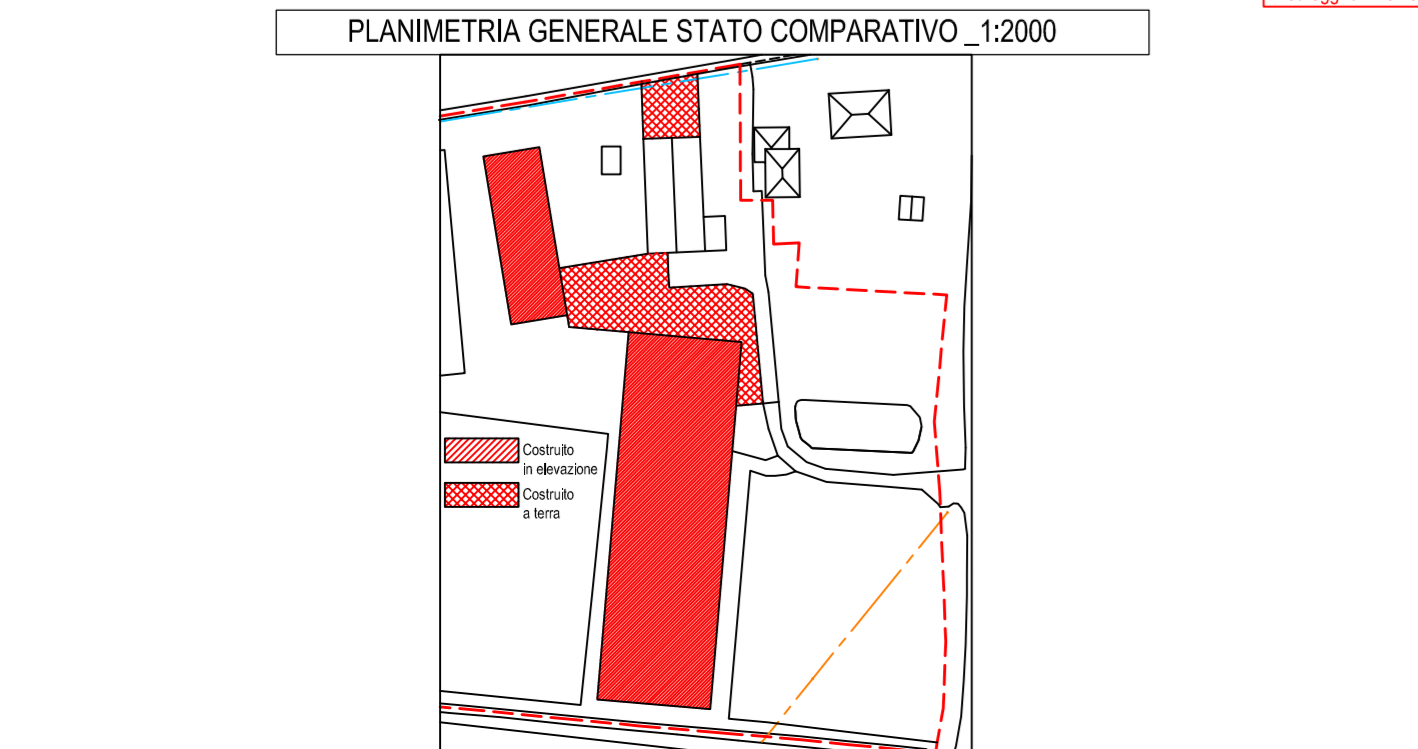 PLANIMETRIA GENERALE STATO COMPARATIVO _1:2000
Costruito
in elevazione
Costruito
a terra